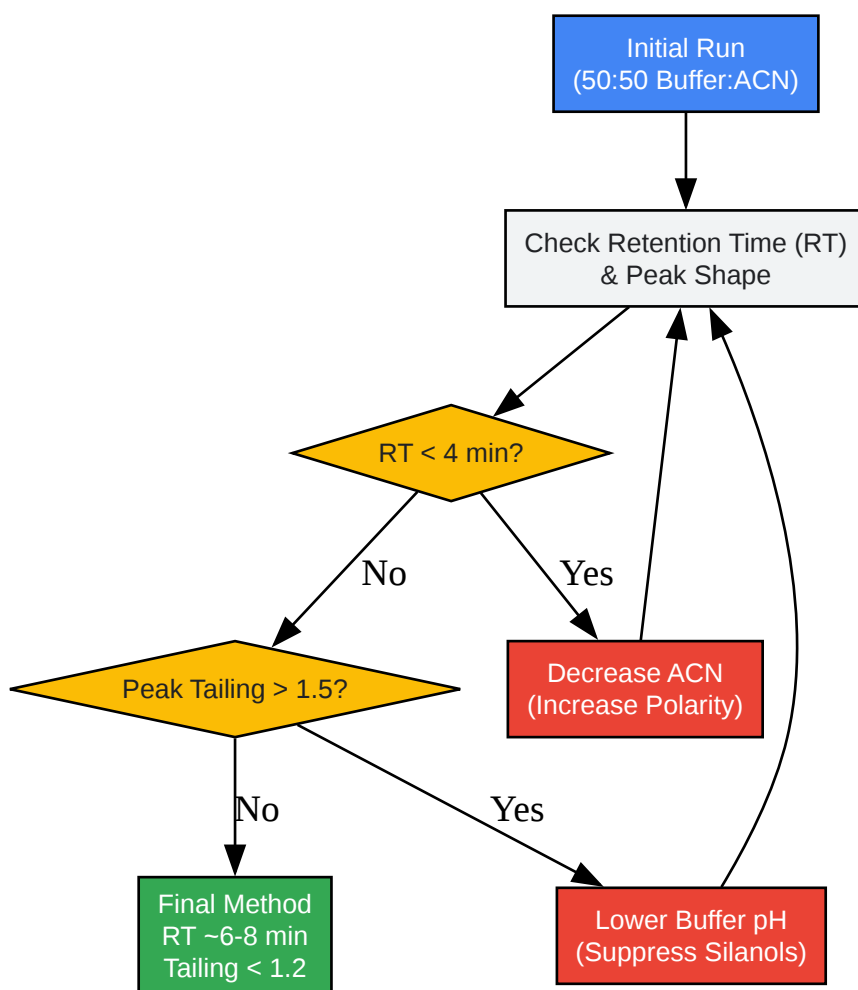 Initial Run
(50:50 Buffer:ACN)
Check Retention Time (RT)
& Peak Shape
RT < 4 min?
No
Yes
Peak Tailing > 1.5?
Decrease ACN
(Increase Polarity)
No
Yes
Final Method
RT ~6-8 min
Tailing < 1.2
Lower Buffer pH
(Suppress Silanols)